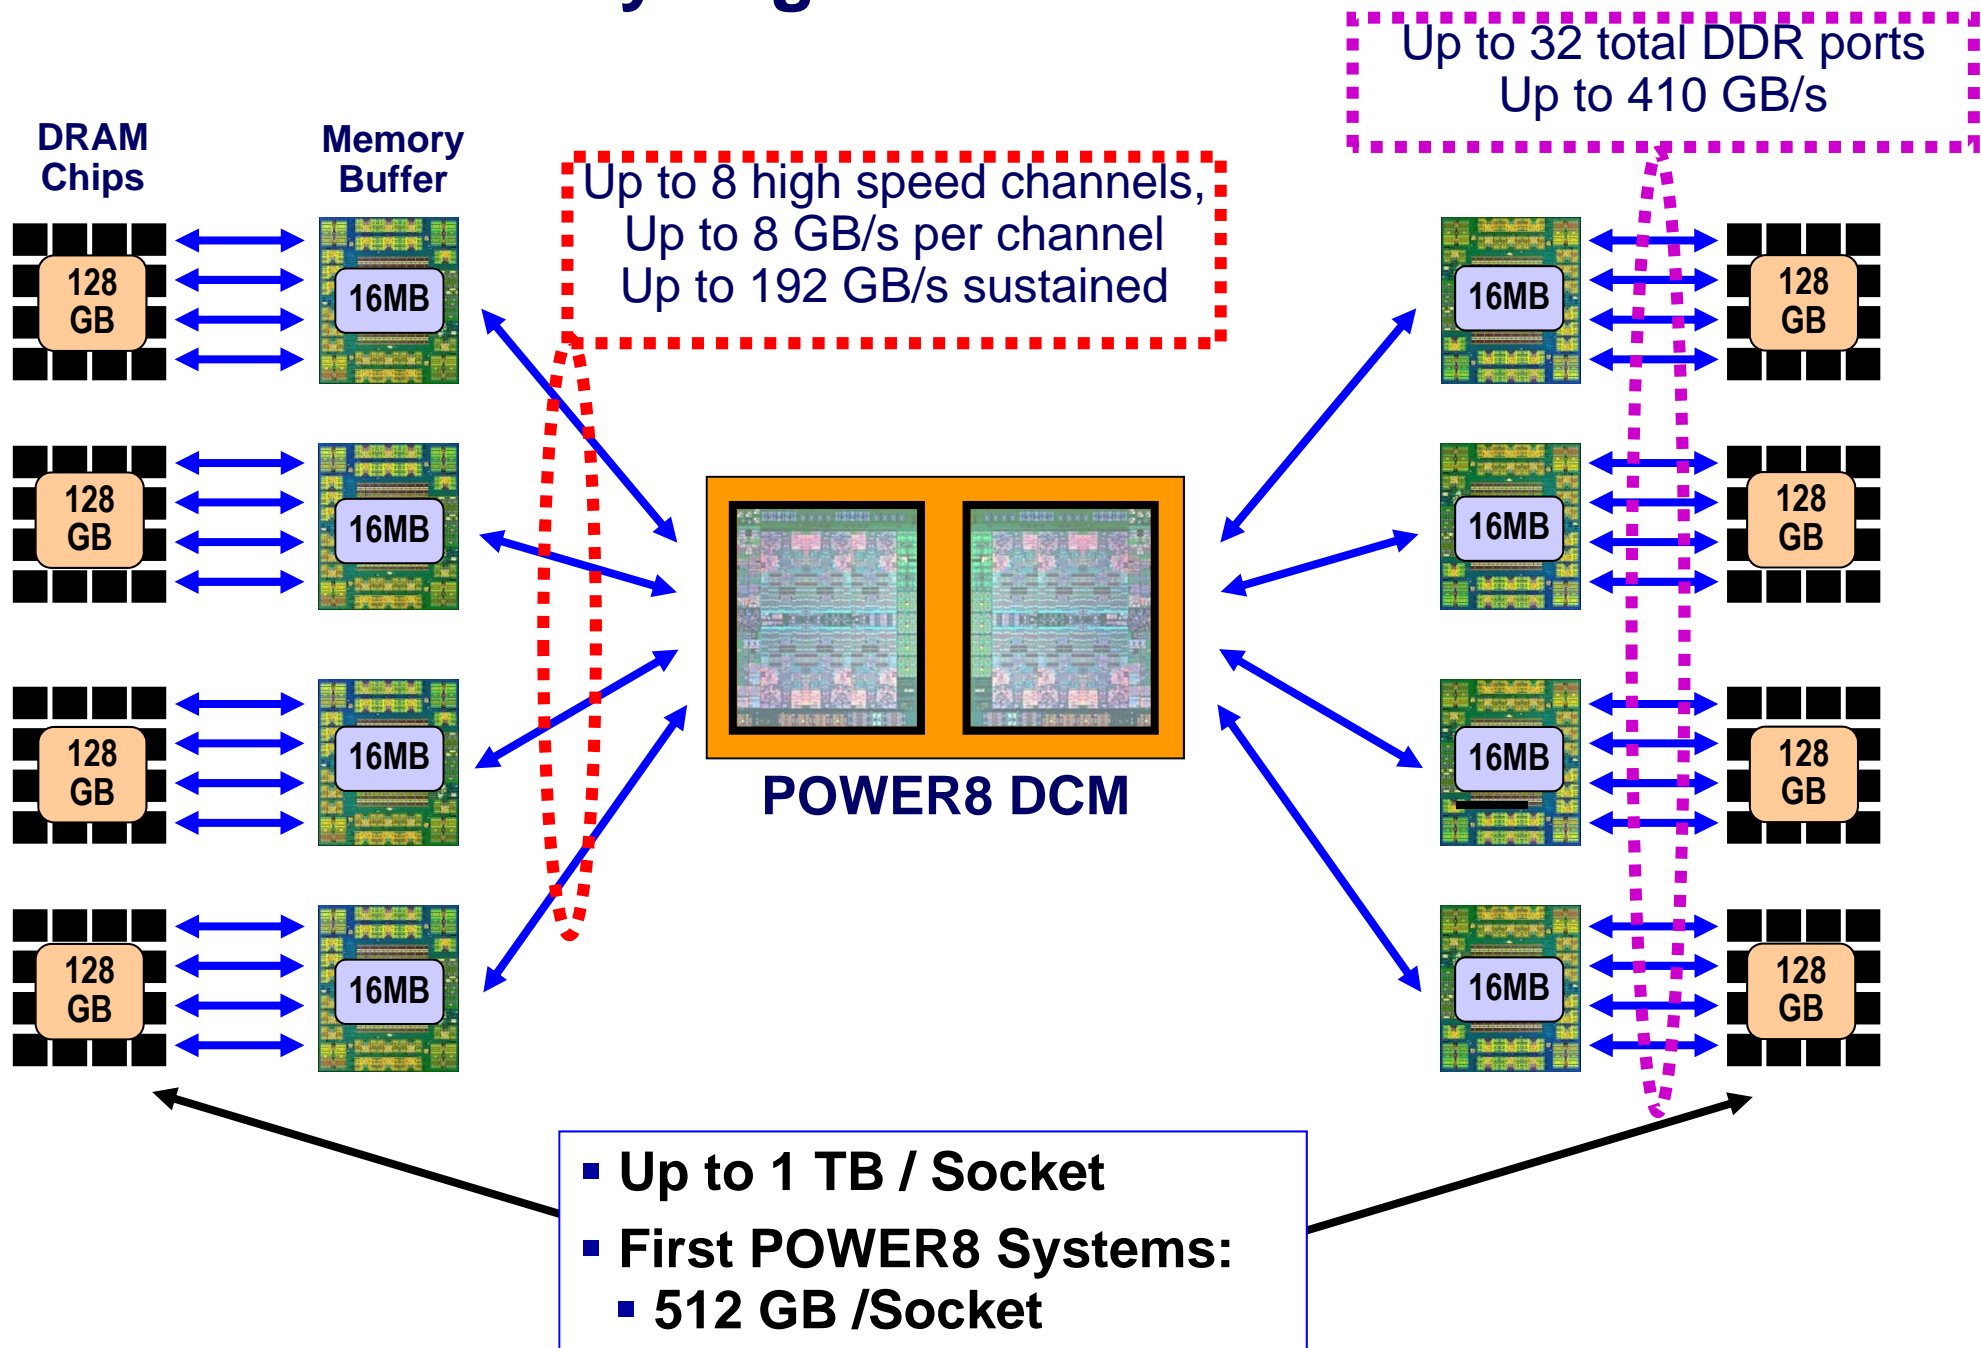 Up to 32 total DDR ports
Up to 410 GB/s
DRAM
Chips
Memory
Buffer
Up to 8 high speed channels,
Up to 8 GB/s per channel
Up to 192 GB/s sustained
128
GB
16MB
16MB
128
GB
128
GB
16MB
16MB
128
GB
POWER8 DCM
128
GB
16MB
16MB
128
GB
128
GB
16MB
16MB
128
GB
Up to 1 TB / Socket
First POWER8 Systems:
512 GB /Socket